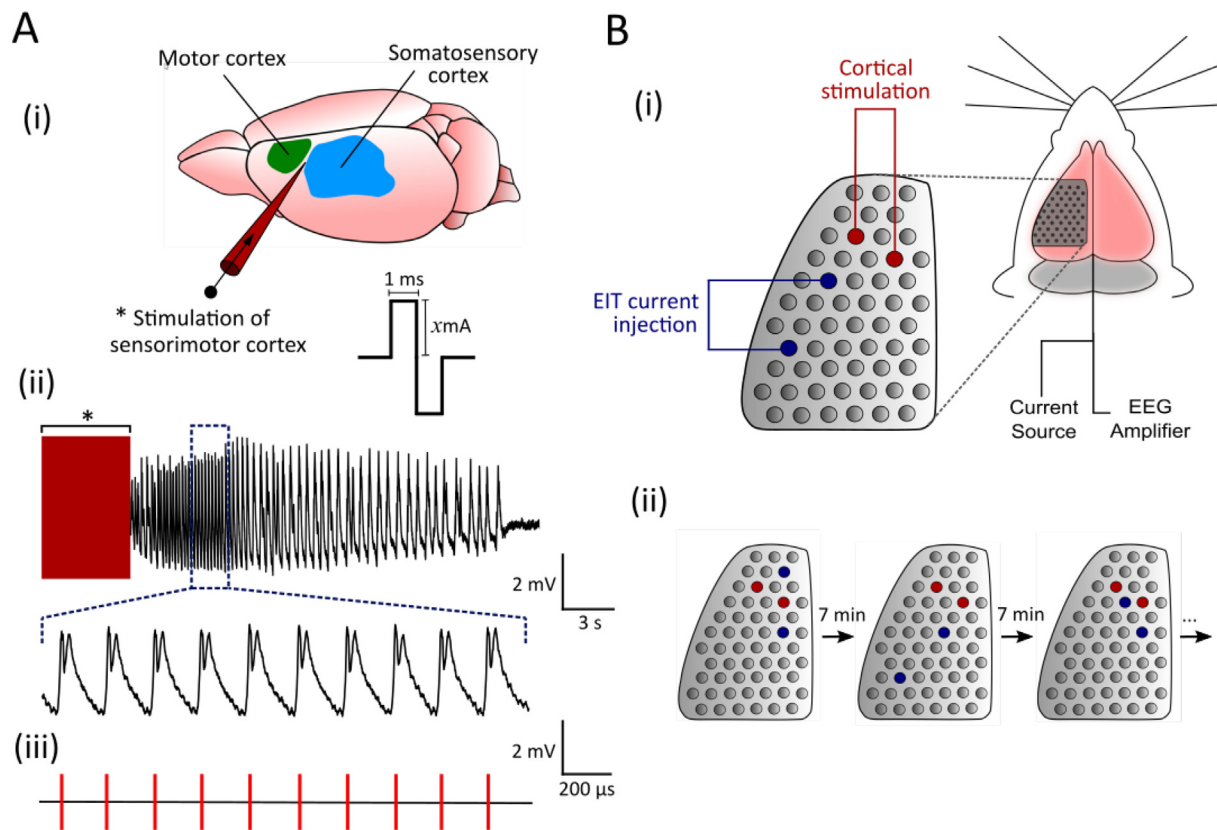 A
Motor cortex
Somatosensory
cortex
(i)
* Stimulation of
sensorimotor cortex
1 ms
xmA
(ii)
*
2 mV
3 s
(iii)
2 mV
200 µs
B
(i)
Cortical
stimulation
EIT current
injection
Current
Source
EEG
Amplifier
(ii)
7 min
7 min
...